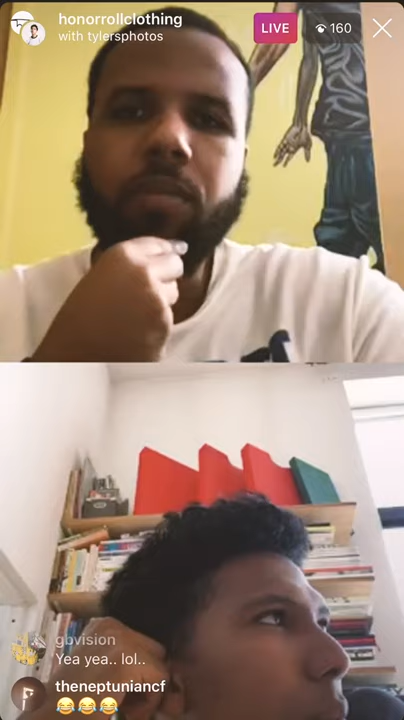 honorrollclothing
with tylersphotos
LIVE
160
gbvision
Yea yea.. lol..
theneptuniancf
😂😂😂